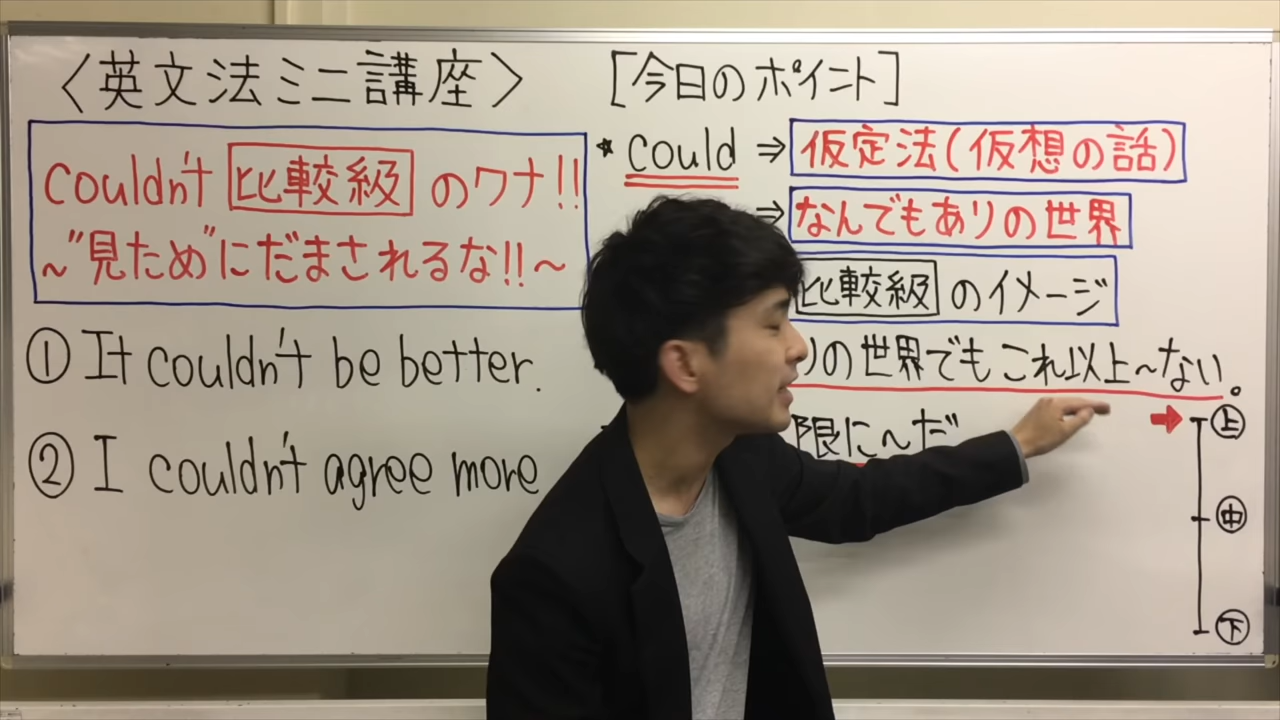 〈英文法ミニ講座〉
couldn't 比較級 のワナ!!
～"見ため"にだまされるな!!～
① It couldn't be better.
② I couldn't agree more
[今日のポイント]
* could ⇒ 仮定法(仮想の話)
⇒ なんでもありの世界
比較級 のイメージ
りの世界でもこれ以上～ない。
限に～だ
上
中
下